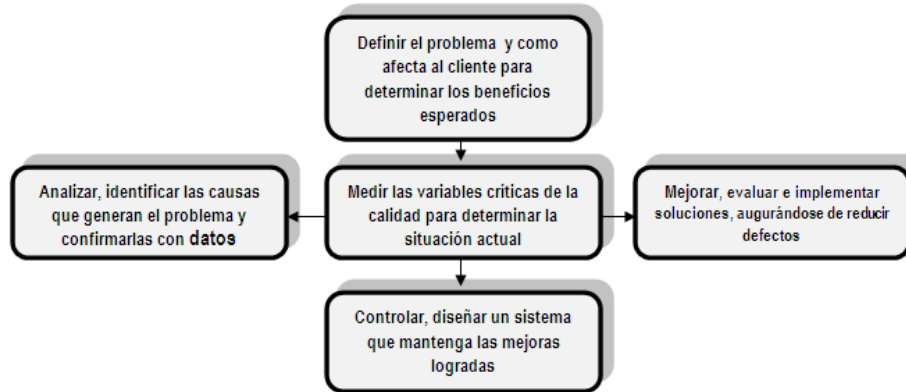 Definir el problema y como
afecta al cliente para
determinar los beneficios
esperados
Analizar, identificar las causas
que generan el problema y
confirmarlas con datos
Medir las variables críticas de la
calidad para determinar la
situación actual
Mejorar, evaluar e implementar
soluciones, augurándose de reducir
defectos
Controlar, diseñar un sistema
que mantenga las mejoras
logradas